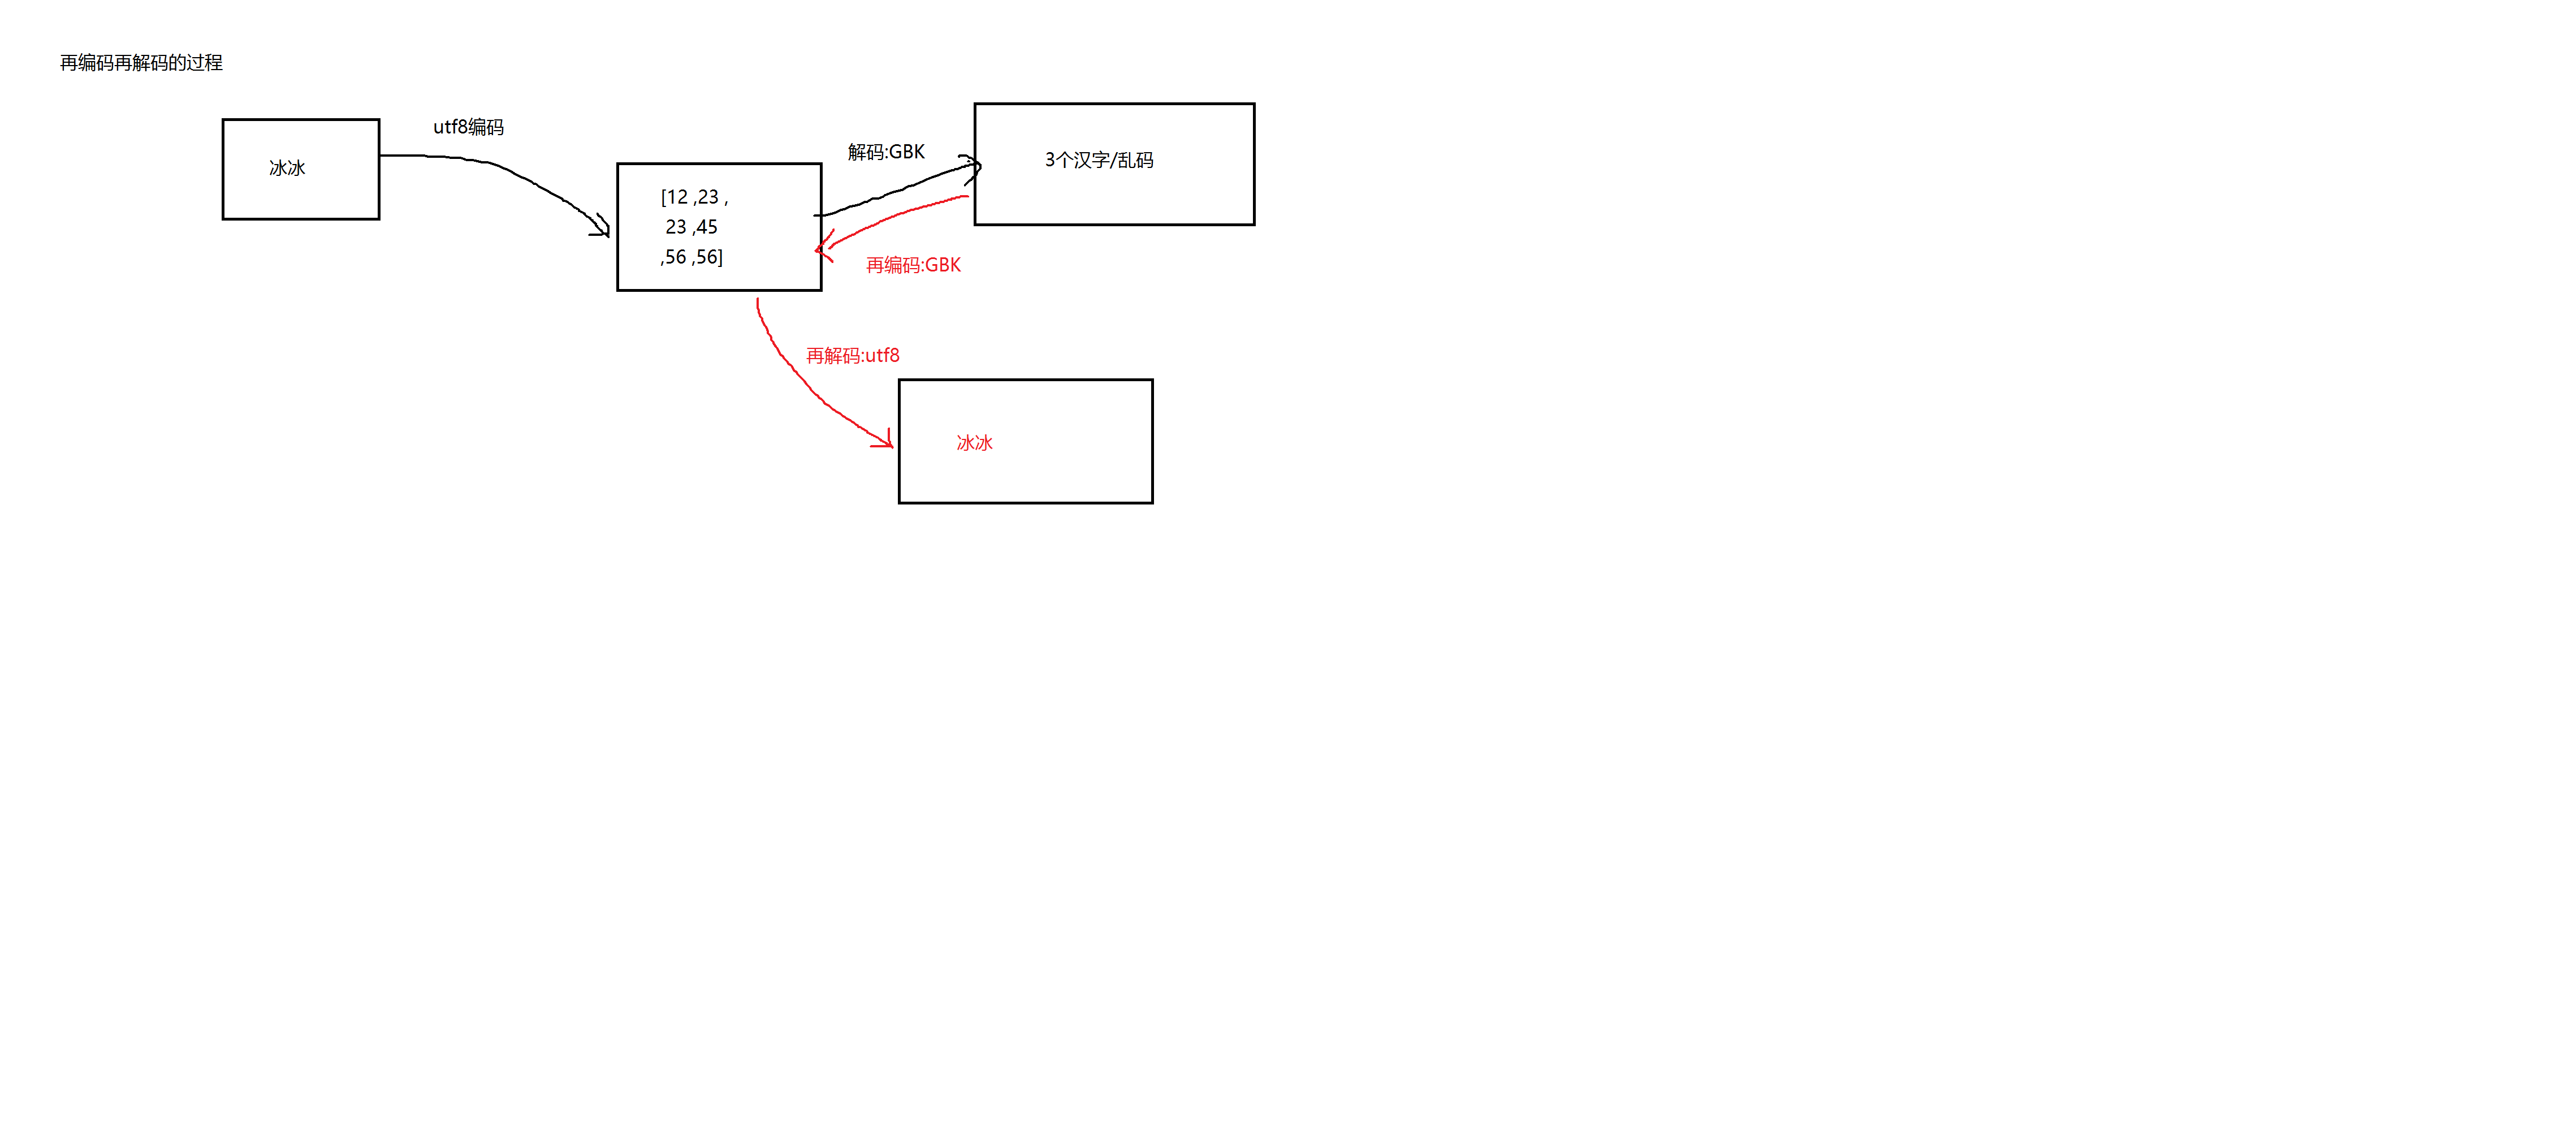 再编码再解码的过程
utf8编码
冰冰
解码:GBK
3个汉字/乱码
[12 ,23 ,
23 ,45
,56 ,56]
再编码:GBK
再解码:utf8
冰冰